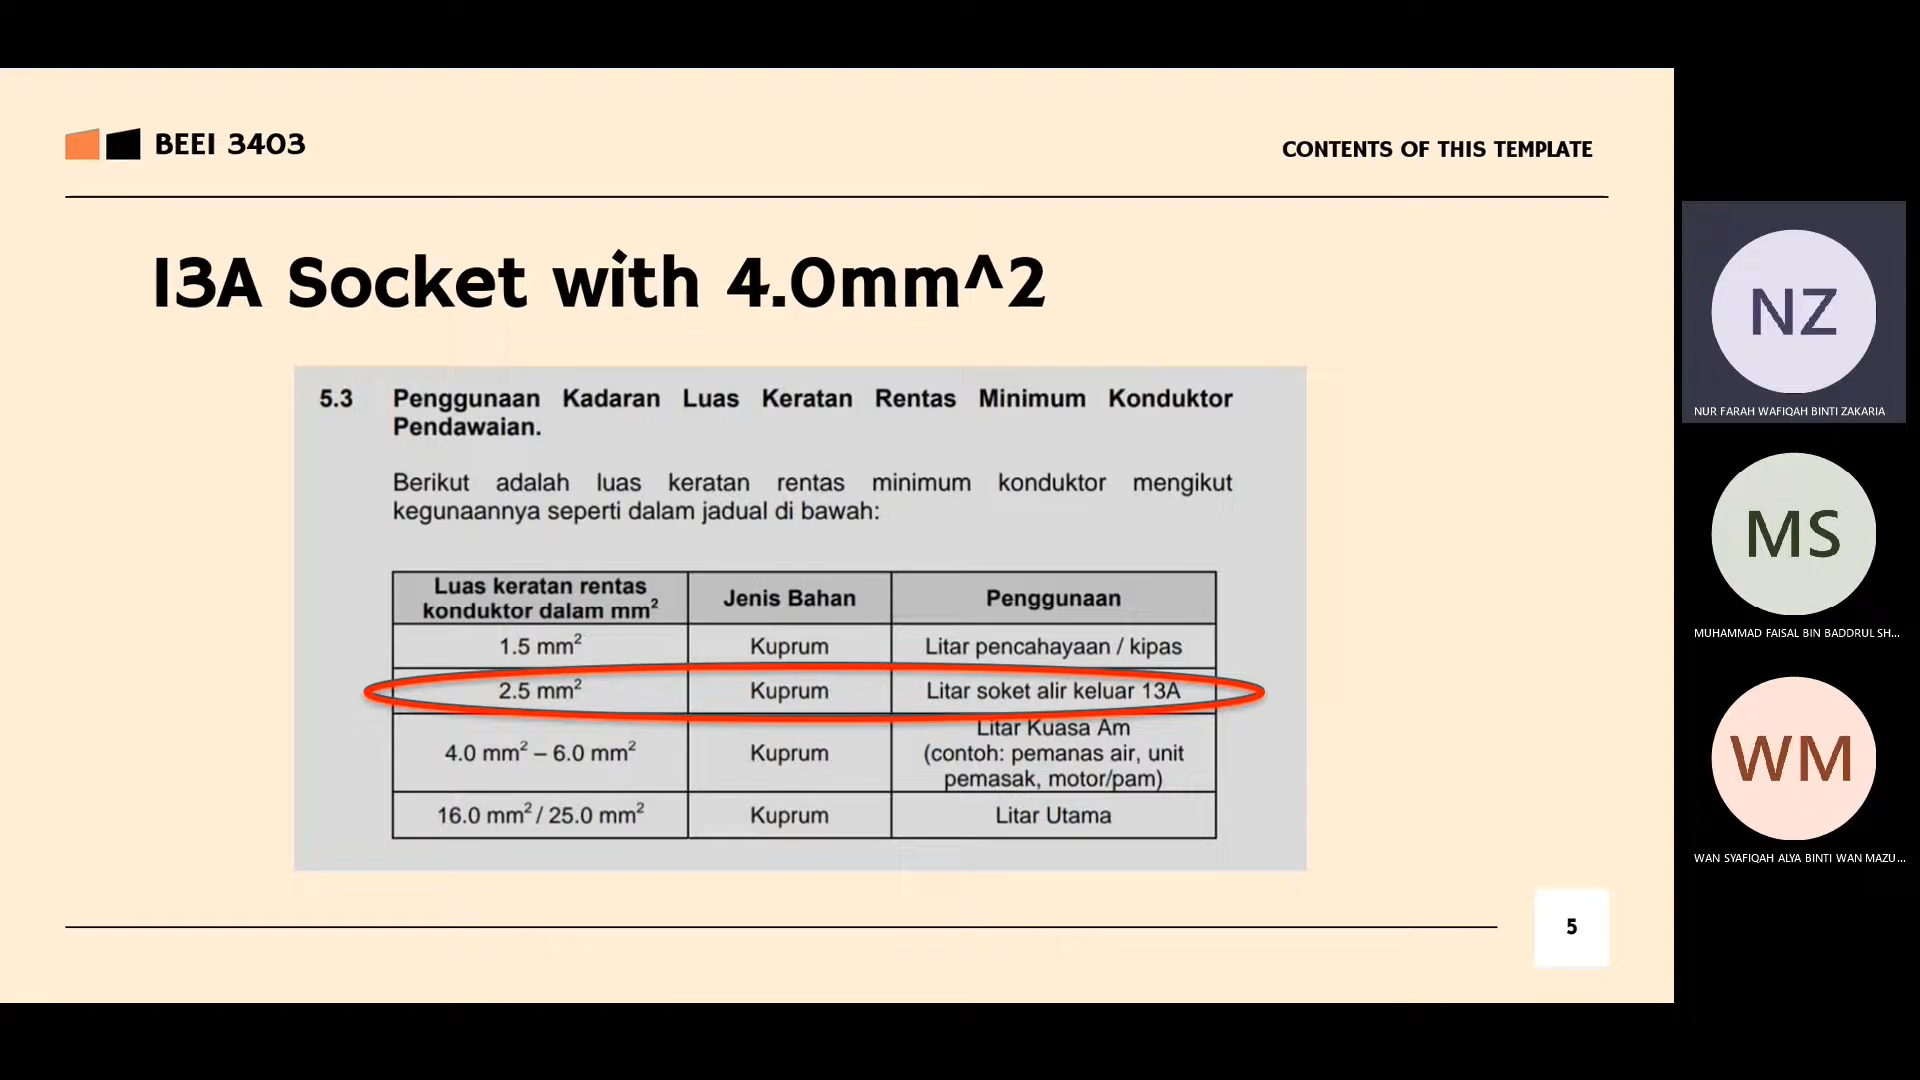 BEEI 3403
CONTENTS OF THIS TEMPLATE
13A Socket with 4.0mm^2
5.3 Penggunaan Kadaran Luas Keratan Rentas Minimum Konduktor
Pendawaian.
Berikut adalah luas keratan rentas minimum konduktor mengikut
kegunaannya seperti dalam jadual di bawah:
Luas keratan rentas
konduktor dalam mm²
Jenis Bahan
Penggunaan
1.5 mm²
Kuprum
Litar pencahayaan / kipas
2.5 mm²
Kuprum
Litar soket alir keluar 13A
4.0 mm² – 6.0 mm²
Kuprum
Litar Kuasa Am
(contoh: pemanas air, unit
pemasak, motor/pam)
16.0 mm² / 25.0 mm²
Kuprum
Litar Utama
5
NZ
NUR FARAH WAFIQAH BINTI ZAKARIA
MS
MUHAMMAD FAISAL BIN BADDRUL SH...
WM
WAN SYAFIQAH ALYA BINTI WAN MAZU...